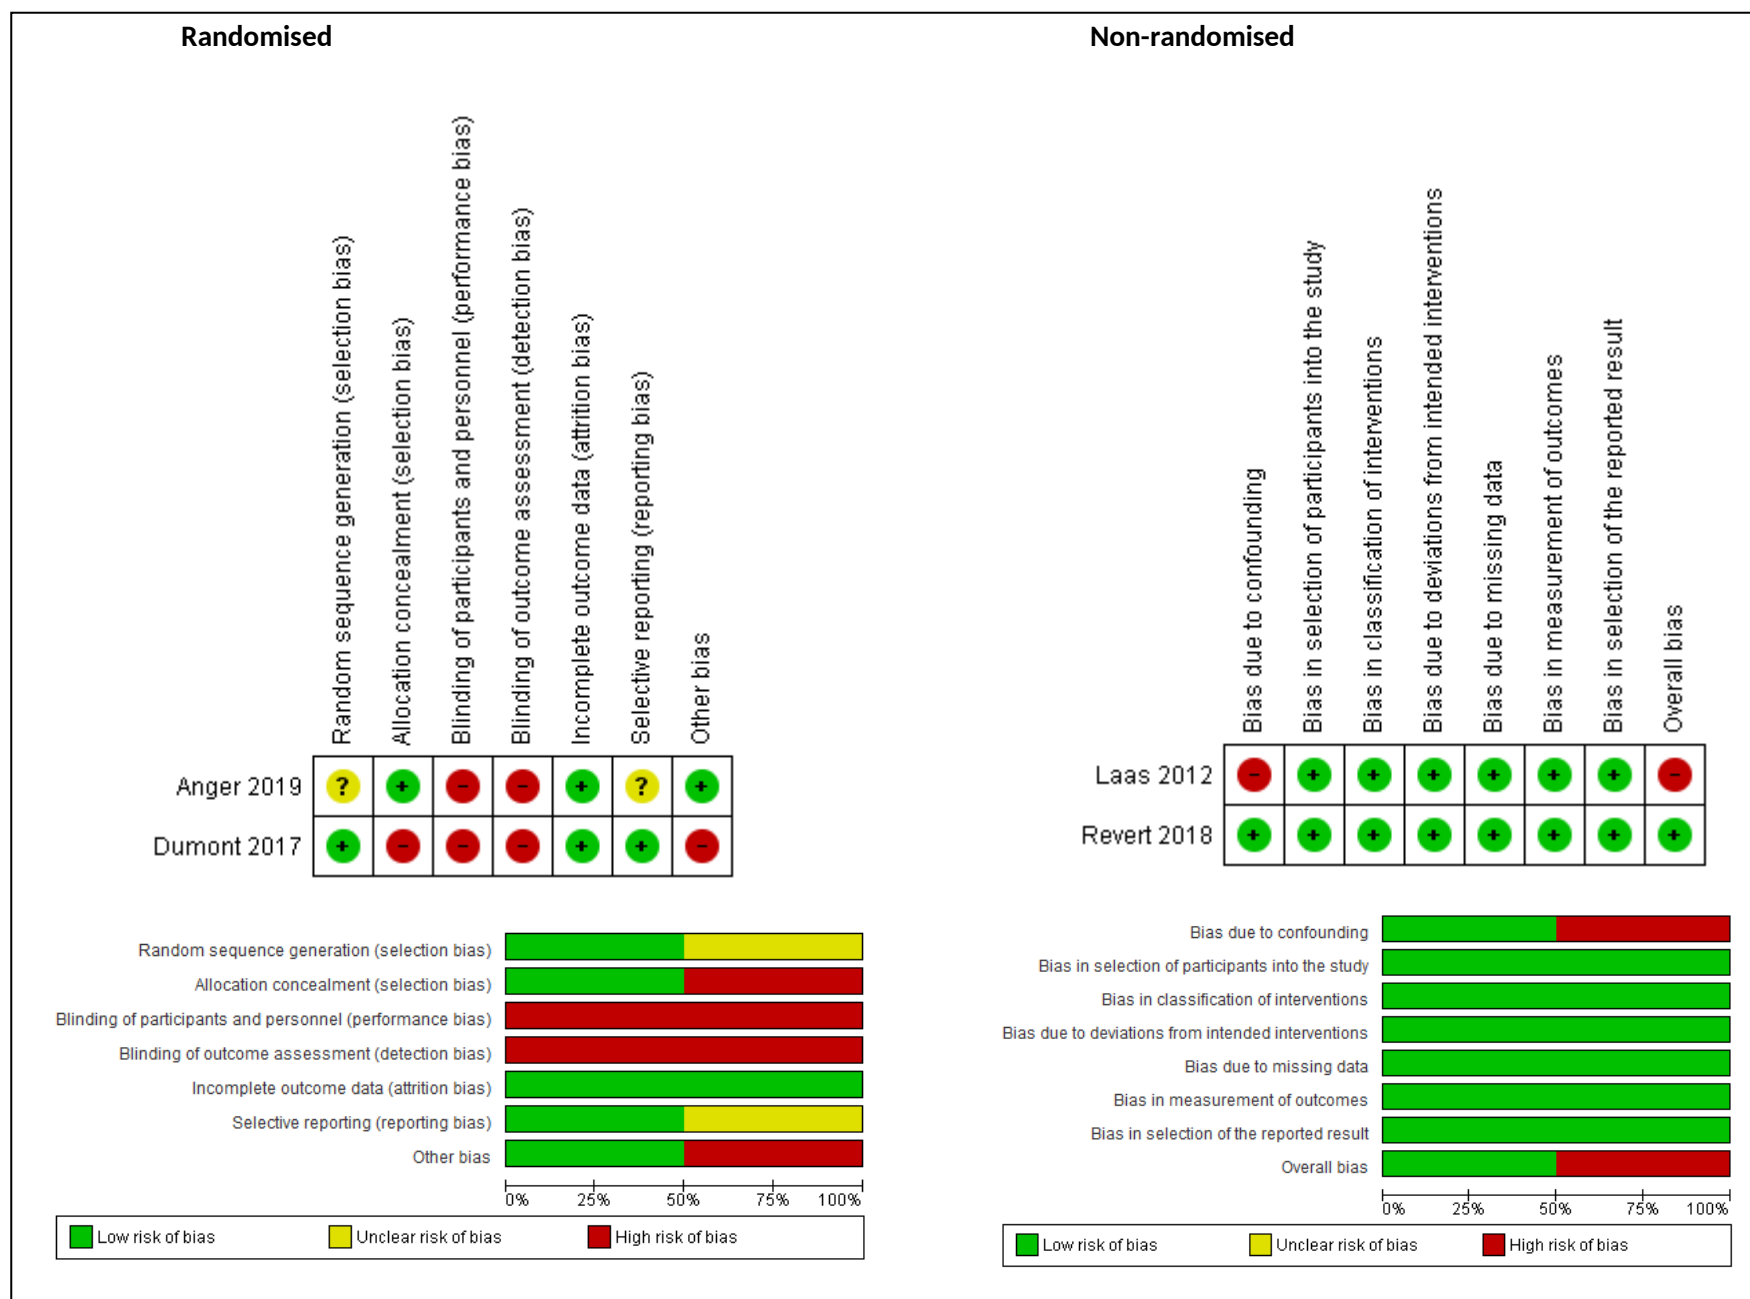 Randomised
Random sequence generation (selection bias)
Allocation concealment (selection bias)
Blinding of participants and personnel (performance bias)
Blinding of outcome assessment (detection bias)
Incomplete outcome data (attrition bias)
Selective reporting (reporting bias)
Other bias
Anger 2019 ? + - - + ? +
Dumont 2017 + - - - + + -
Random sequence generation (selection bias)
Allocation concealment (selection bias)
Blinding of participants and personnel (performance bias)
Blinding of outcome assessment (detection bias)
Incomplete outcome data (attrition bias)
Selective reporting (reporting bias)
Other bias
0% 25% 50% 75% 100%
Low risk of bias Unclear risk of bias High risk of bias
Non-randomised
Bias due to confounding
Bias in selection of participants into the study
Bias in classification of interventions
Bias due to deviations from intended interventions
Bias due to missing data
Bias in measurement of outcomes
Bias in selection of the reported result
Overall bias
Laas 2012 - + + + + + + -
Revert 2018 + + + + + + + +
Bias due to confounding
Bias in selection of participants into the study
Bias in classification of interventions
Bias due to deviations from intended interventions
Bias due to missing data
Bias in measurement of outcomes
Bias in selection of the reported result
Overall bias
0% 25% 50% 75% 100%
Low risk of bias Unclear risk of bias High risk of bias